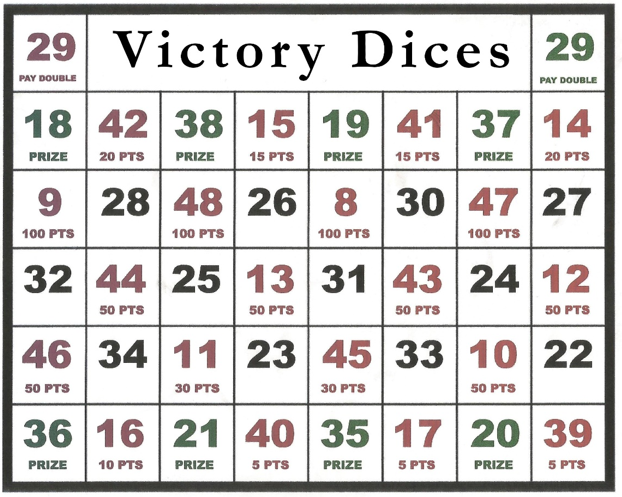 29 Victory Dices 29
PAY DOUBLE PAY DOUBLE
18 42 38 15 19 41 37 14
PRIZE 20 PTS PRIZE 15 PTS PRIZE 15 PTS PRIZE 20 PTS
9 28 48 26 8 30 47 27
100 PTS 100 PTS 100 PTS 100 PTS
32 44 25 13 31 43 24 12
50 PTS 50 PTS 50 PTS 50 PTS
46 34 11 23 45 33 10 22
50 PTS 30 PTS 30 PTS 50 PTS
36 16 21 40 35 17 20 39
PRIZE 10 PTS PRIZE 5 PTS PRIZE 5 PTS PRIZE 5 PTS